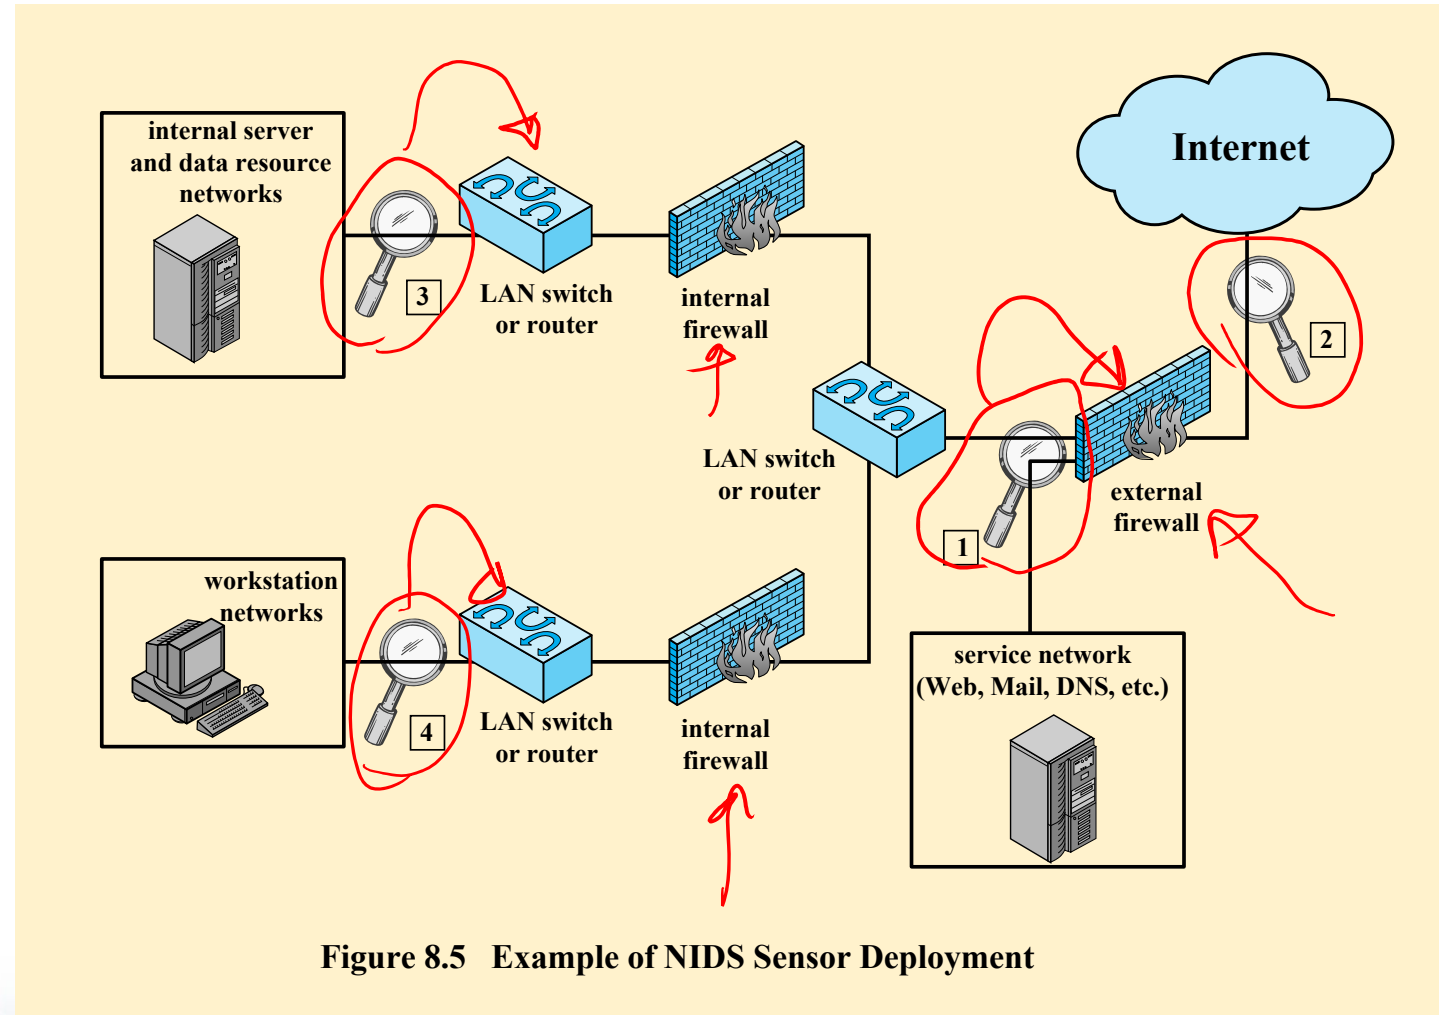 internal server
and data resource
networks
3
LAN switch
or router
internal
firewall
Internet
2
LAN switch
or router
1
external
firewall
workstation
networks
4
LAN switch
or router
internal
firewall
service network
(Web, Mail, DNS, etc.)
Figure 8.5 Example of NIDS Sensor Deployment